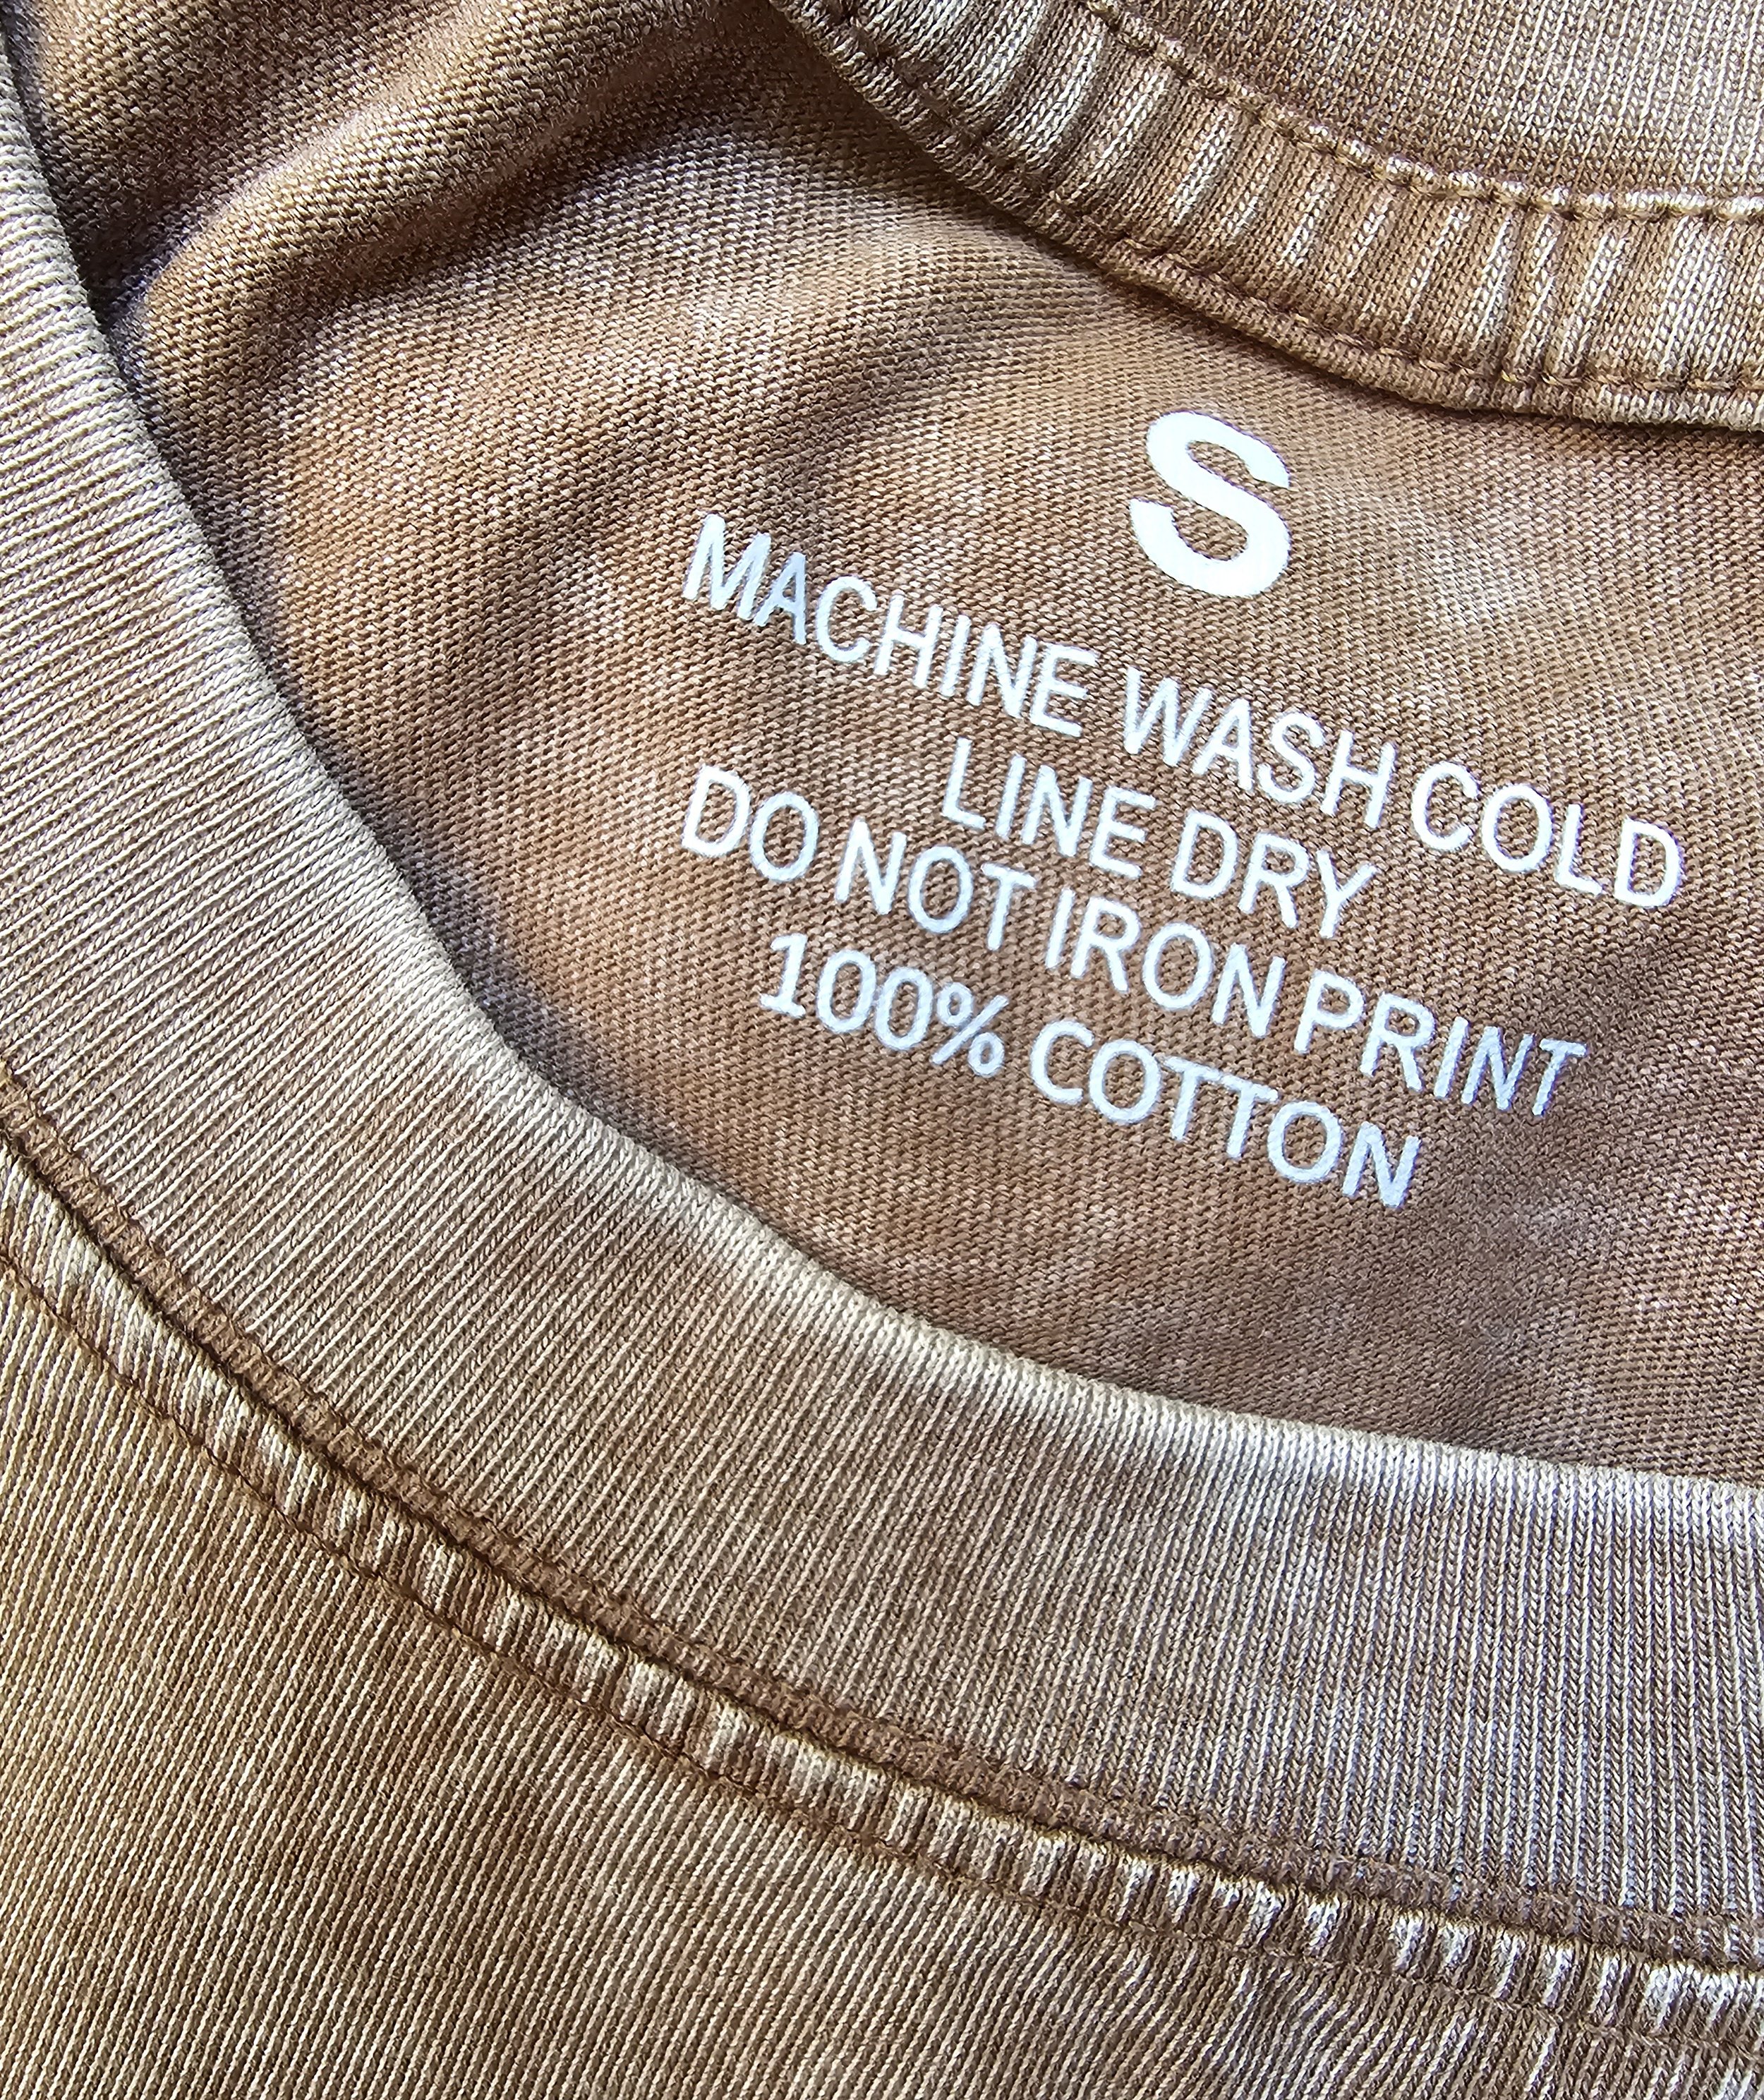 S
MACHINE WASH COLD
LINE DRY
DO NOT IRON PRINT
100% COTTON